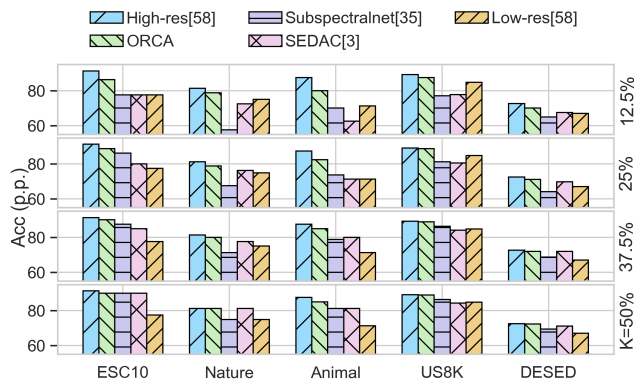 High-res[58] Subspectralnet[35] Low-res[58]
ORCA SEDAC[3]
Acc (p.p.)
80
60
12.5%
80
60
25%
80
60
37.5%
80
60
K=50%
ESC10 Nature Animal US8K DESED